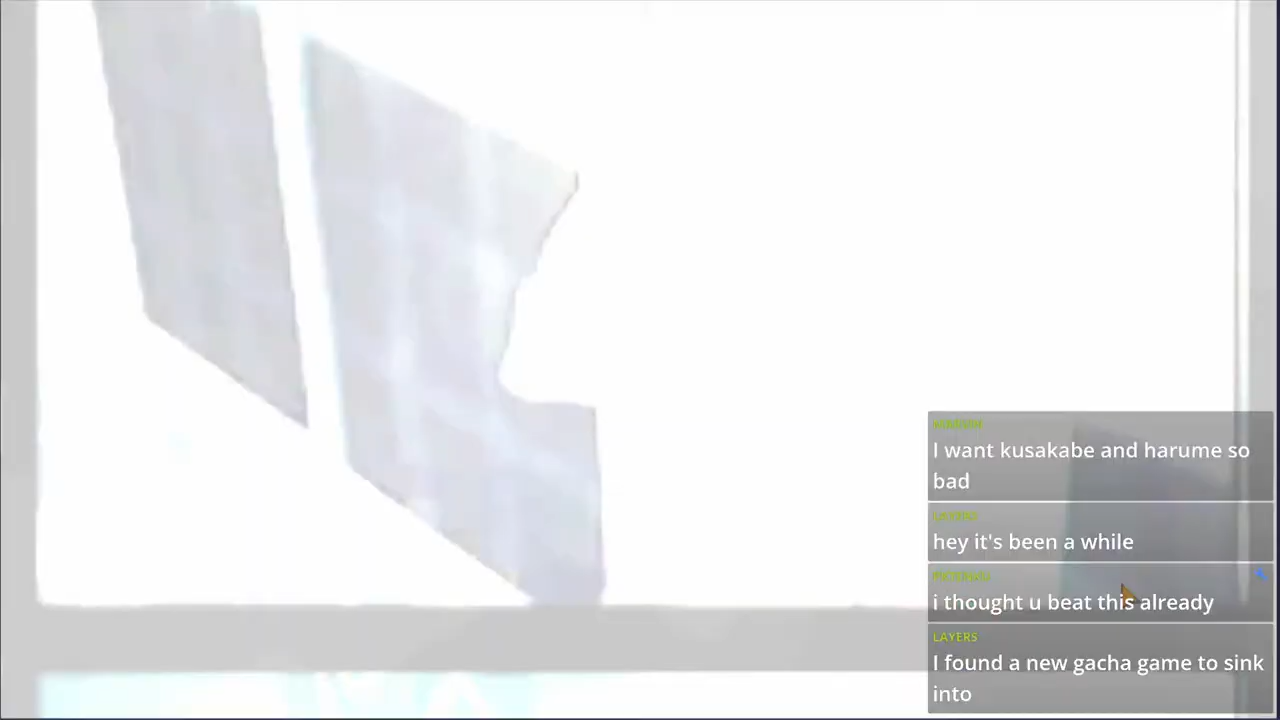 I want kusakabe and harume so
bad
hey it's been a while
i thought u beat this already
LAYERS
I found a new gacha game to sink
into